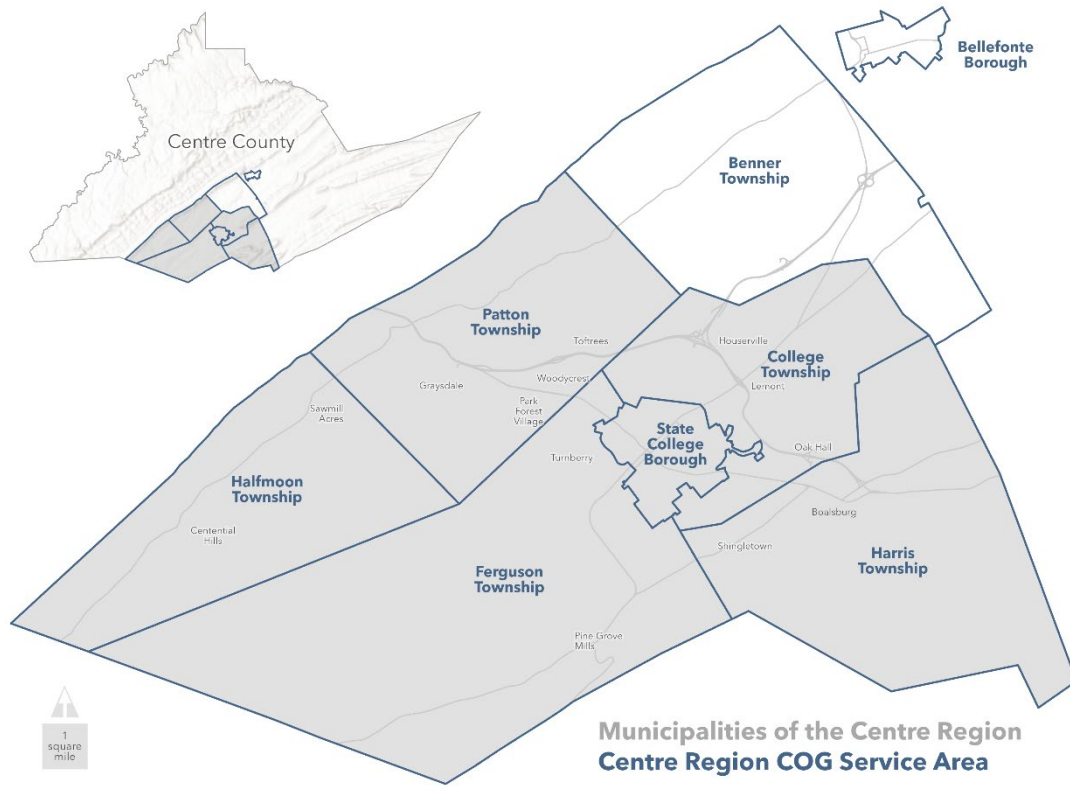 Centre County
Bellefonte
Borough
Benner
Township
Patton
Township
Toftrees
Houserville
College
Township
Graysdale
Woodycrest
Lemont
Park
Forest
Village
Sawmill
Acres
State
College
Borough
Oak Hall
Turnberry
Halfmoon
Township
Centential
Hills
Boalsburg
Shingletown
Harris
Township
Ferguson
Township
Pine Grove
Mills
1
square
mile
Municipalities of the Centre Region
Centre Region COG Service Area